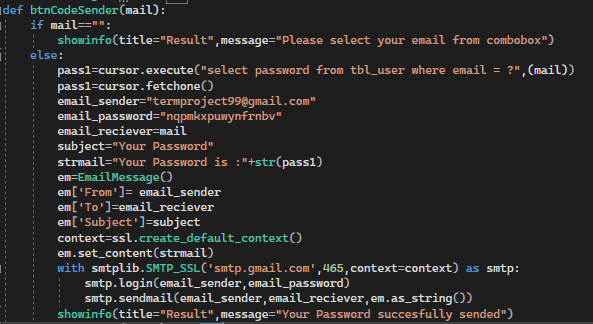 def btnCodeSender(mail):
    if mail=="":
        showinfo(title="Result",message="Please select your email from combobox")
    else:
        pass1=cursor.execute("select password from tbl_user where email = ?",(mail))
        pass1=cursor.fetchone()
        email_sender="termproject99@gmail.com"
        email_password="nqpmkxpuwynfrnbv"
        email_reciever=mail
        subject="Your Password"
        strmail="Your Password is :"+str(pass1)
        em=EmailMessage()
        em['From']= email_sender
        em['To']=email_reciever
        em['Subject']=subject
        context=ssl.create_default_context()
        em.set_content(strmail)
        with smtplib.SMTP_SSL('smtp.gmail.com',465,context=context) as smtp:
            smtp.login(email_sender,email_password)
            smtp.sendmail(email_sender,email_reciever,em.as_string())
        showinfo(title="Result",message="Your Password succesfully sended")